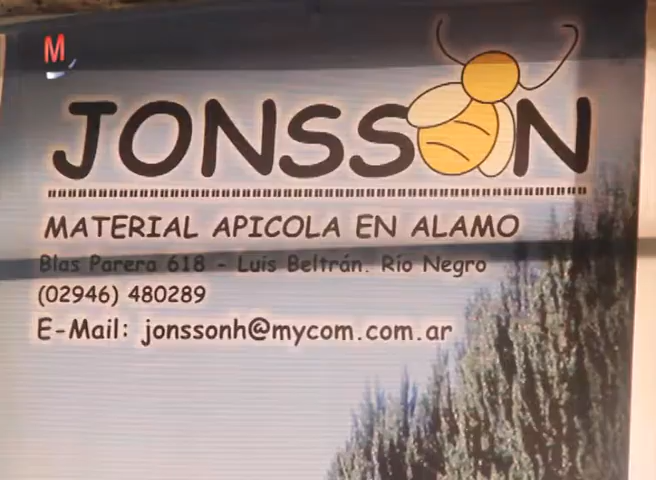 M
JONSSON
MATERIAL APICOLA EN ALAMO
Blas Parera 618 - Luis Beltrán. Río Negro
(02946) 480289
E-Mail: jonssonh@mycom.com.ar